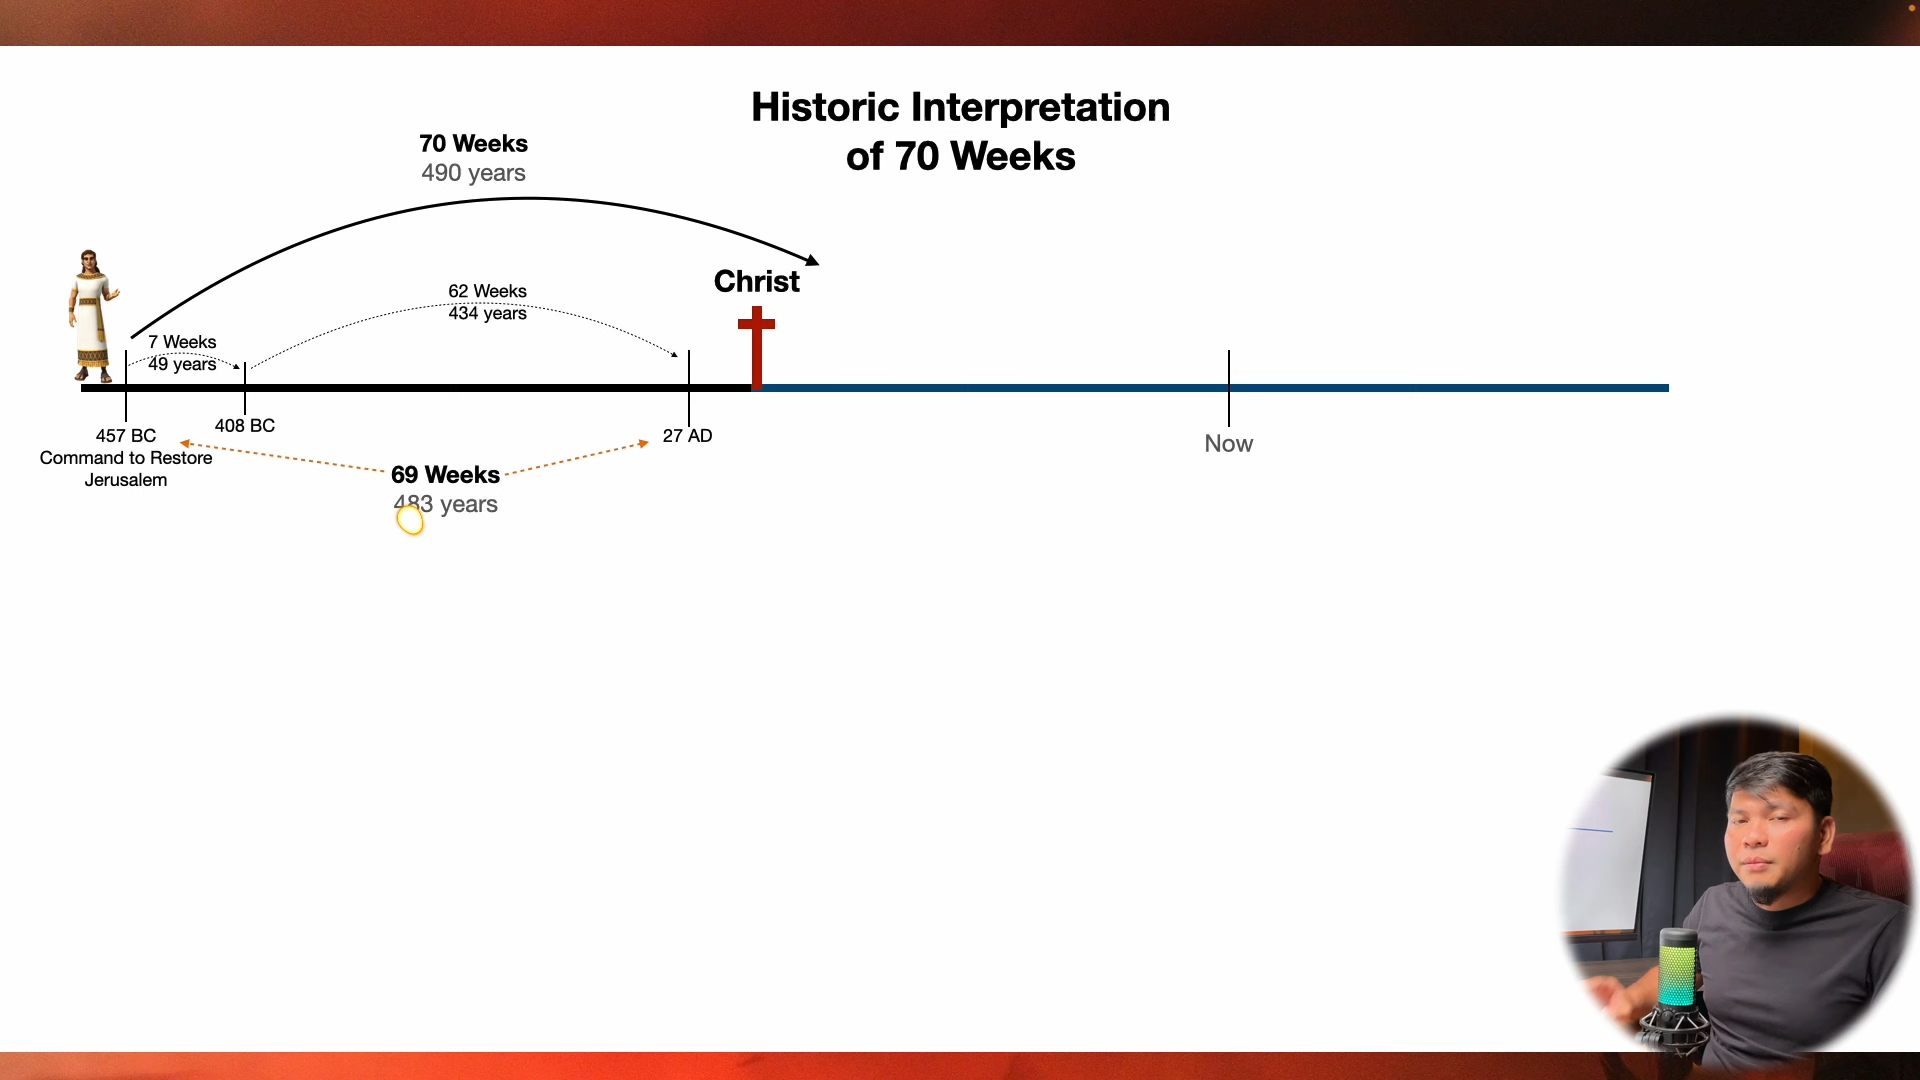 Historic Interpretation
of 70 Weeks
70 Weeks
490 years
Christ
62 Weeks
434 years
7 Weeks
49 years
457 BC
Command to Restore
Jerusalem
408 BC
27 AD
69 Weeks
483 years
Now